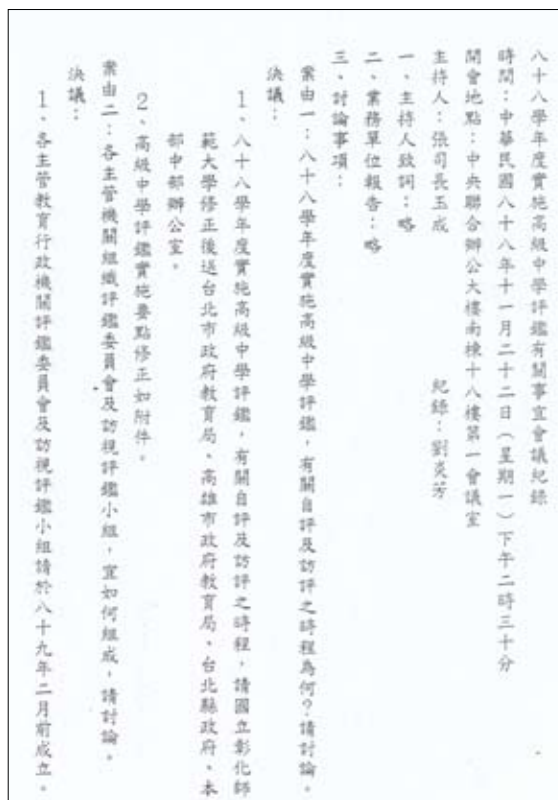 八十八學年度實施高級中學評鑑有關事宜會議紀錄
時間：中華民國八十八年十一月二十二日（星期一）下午二時三十分
開會地點：中央聯合辦公大樓南棟十八樓第一會議室
主持人：張司長玉成　　　紀錄：劉炎芳
一、主持人致詞：略
二、業務單位報告：略
三、討論事項：
案由一：八十八學年度實施高級中學評鑑，有關自評及訪評之時程為何？請討論。
決議：
1、八十八學年度實施高級中學評鑑，有關自評及訪評之時程，請國立彰化師
範大學修正後送台北市政府教育局、高雄市政府教育局、台北縣政府、本
部中部辦公室。
2、高級中學評鑑實施要點修正如附件。
案由二：各主管機關組織評鑑委員會及訪視評鑑小組，宜如何組成，請討論。
決議：
1、各主管教育行政機關評鑑委員會及訪視評鑑小組請於八十九年二月前成立。